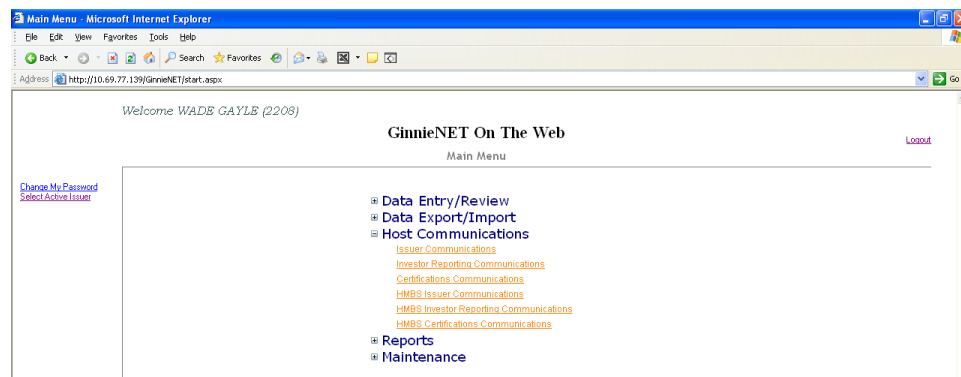 Main Menu - Microsoft Internet Explorer
File Edit View Favorites Tools Help
Back Search Favorites
Address http://10.69.77.139/GinnieNET/start.aspx Go
Welcome WADE GAYLE (2208)
GinnieNET On The Web
Logout
Main Menu
Change My Password
Select Active Issuer
Data Entry/Review
Data Export/Import
Host Communications
Issuer Communications
Investor Reporting Communications
Certifications Communications
HMBS Issuer Communications
HMBS Investor Reporting Communications
HMBS Certifications Communications
Reports
Maintenance